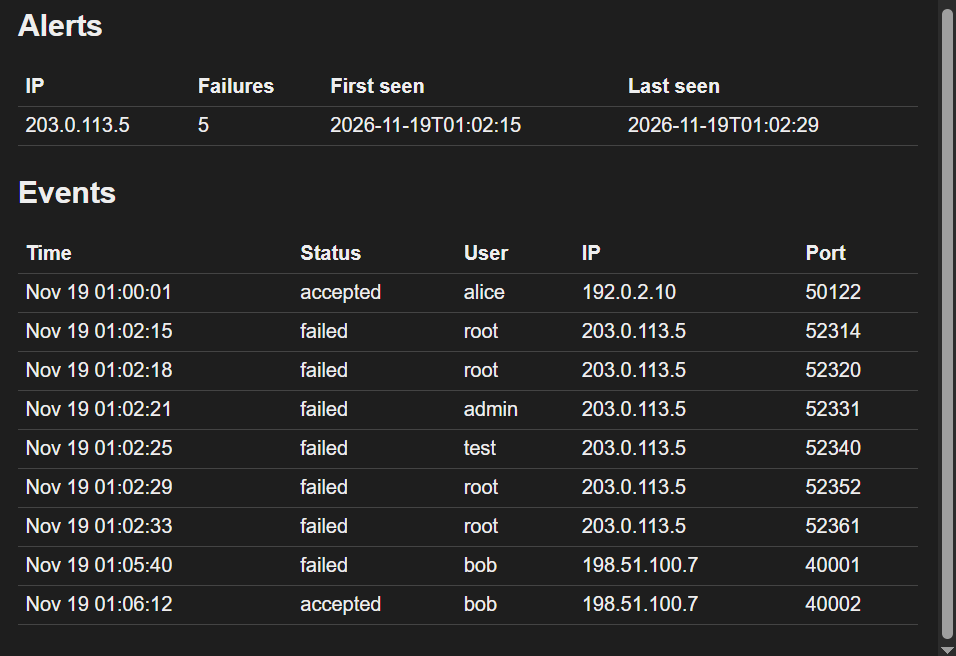 Alerts
IP Failures First seen Last seen
203.0.113.5 5 2026-11-19T01:02:15 2026-11-19T01:02:29
Events
Time Status User IP Port
Nov 19 01:00:01 accepted alice 192.0.2.10 50122
Nov 19 01:02:15 failed root 203.0.113.5 52314
Nov 19 01:02:18 failed root 203.0.113.5 52320
Nov 19 01:02:21 failed admin 203.0.113.5 52331
Nov 19 01:02:25 failed test 203.0.113.5 52340
Nov 19 01:02:29 failed root 203.0.113.5 52352
Nov 19 01:02:33 failed root 203.0.113.5 52361
Nov 19 01:05:40 failed bob 198.51.100.7 40001
Nov 19 01:06:12 accepted bob 198.51.100.7 40002